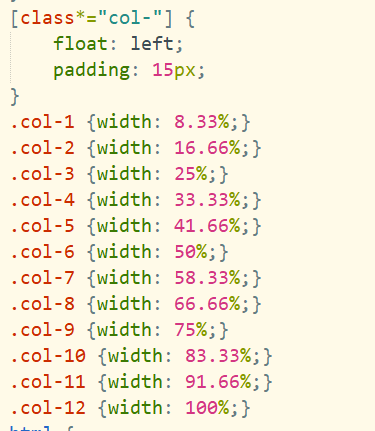 [class*="col-"] {
    float: left;
    padding: 15px;
}
.col-1 {width: 8.33%;}
.col-2 {width: 16.66%;}
.col-3 {width: 25%;}
.col-4 {width: 33.33%;}
.col-5 {width: 41.66%;}
.col-6 {width: 50%;}
.col-7 {width: 58.33%;}
.col-8 {width: 66.66%;}
.col-9 {width: 75%;}
.col-10 {width: 83.33%;}
.col-11 {width: 91.66%;}
.col-12 {width: 100%;}
html {